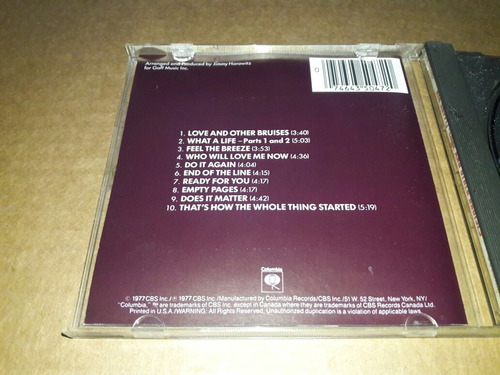 Arranged and Produced by Jimmy Horowitz
for Gaff Music Inc.
0
74643 50472
1. LOVE AND OTHER BRUISES (3:40)
2. WHAT A LIFE – Parts 1 and 2 (5:03)
3. FEEL THE BREEZE (3:53)
4. WHO WILL LOVE ME NOW (4:36)
5. DO IT AGAIN (4:04)
6. END OF THE LINE (4:15)
7. READY FOR YOU (4:17)
8. EMPTY PAGES (4:17)
9. DOES IT MATTER (4:42)
10. THAT'S HOW THE WHOLE THING STARTED (5:19)
Columbia
© 1977 CBS Inc./℗ 1977 CBS Inc./Manufactured by Columbia Records/CBS Inc./51 W. 52 Street, New York, NY/
"Columbia," are trademarks of CBS Inc. except in Canada where they are trademarks of CBS Records Canada Ltd.
Printed in U.S.A./WARNING: All Rights Reserved. Unauthorized duplication is a violation of applicable laws.